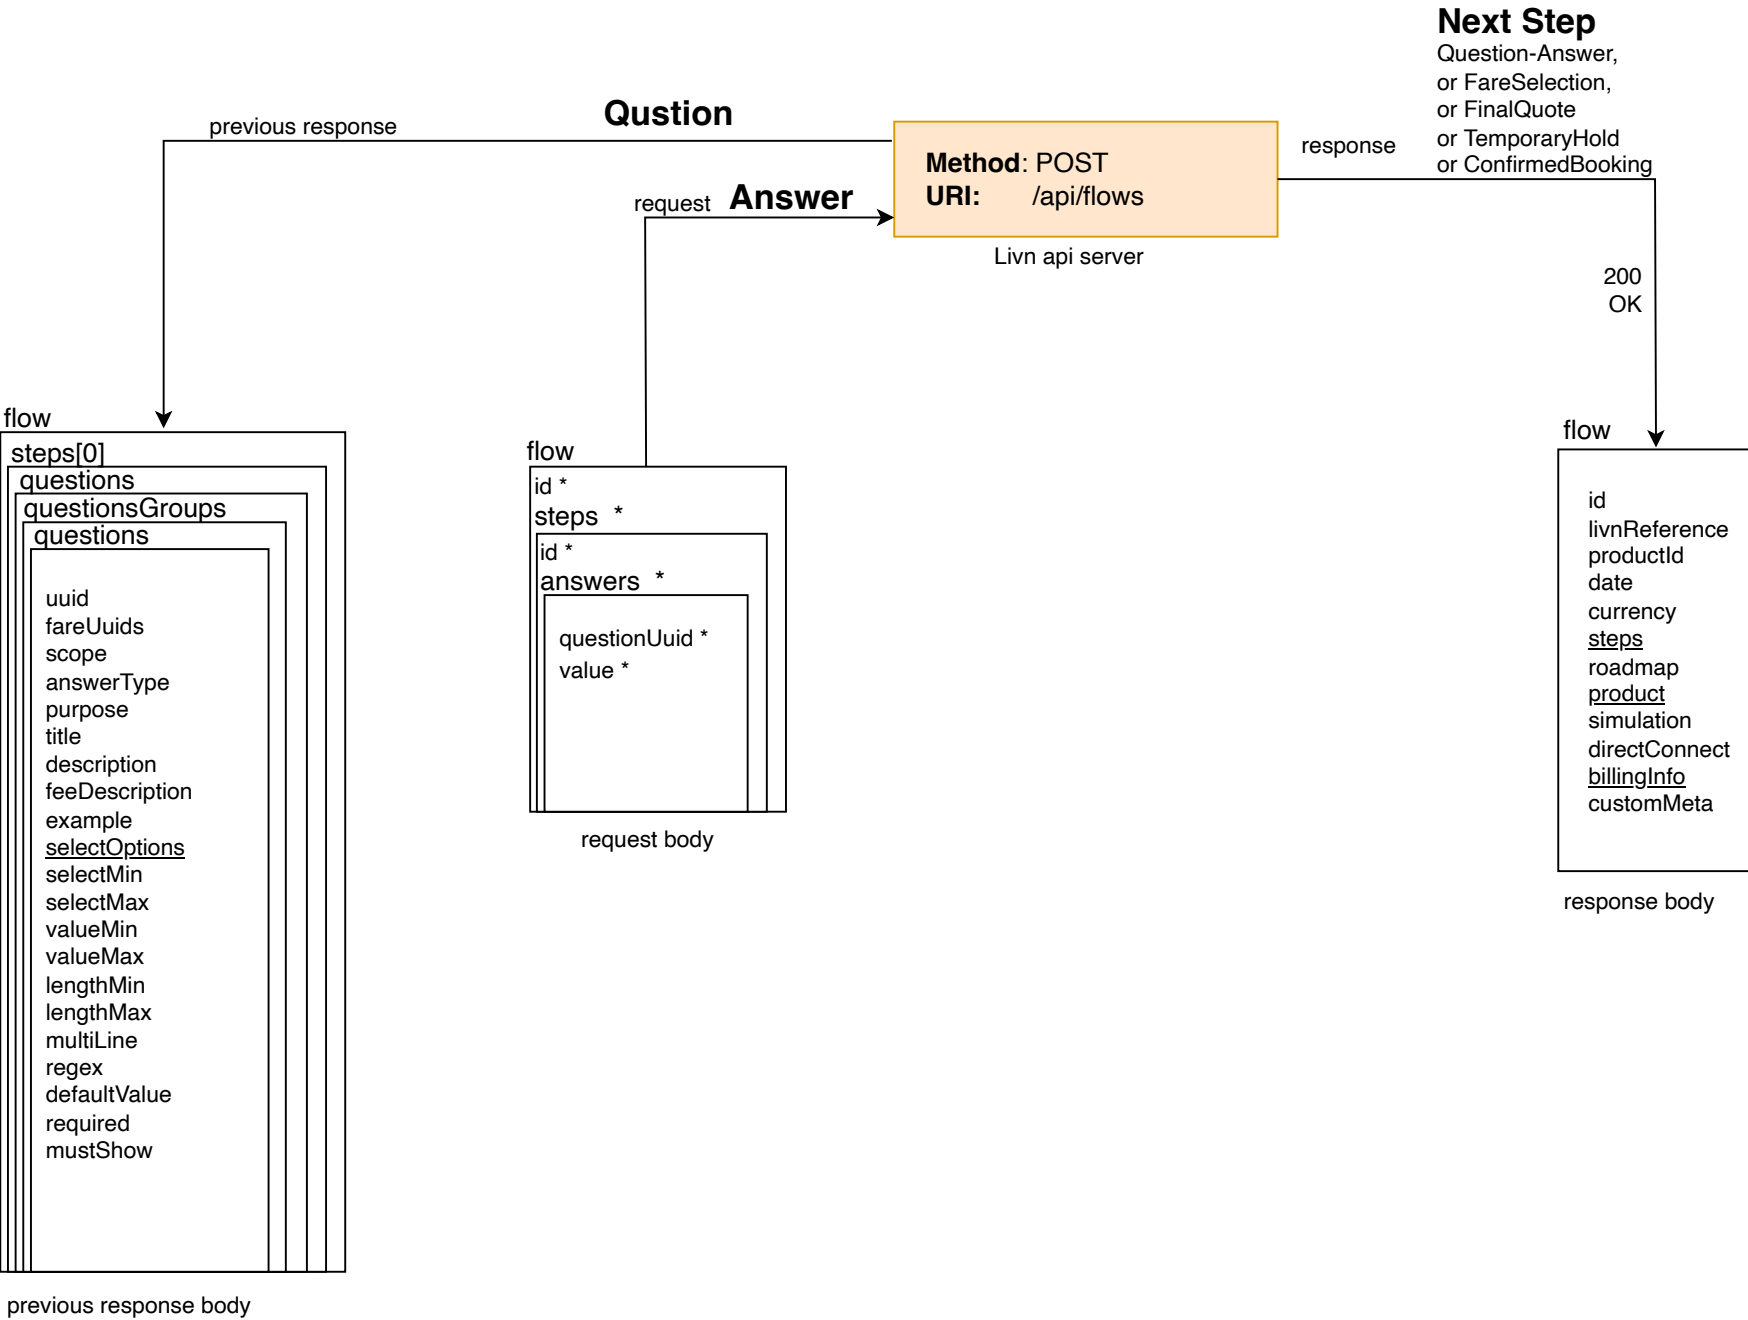 Next Step
Question-Answer,
or FareSelection,
or FinalQuote
or TemporaryHold
or ConfirmedBooking
Qustion
previous response
response
Method: POST
URI: /api/flows
Answer
request
Livn api server
200
OK
flow
steps[0]
questions
questionsGroups
questions
uuid
fareUuids
scope
answerType
purpose
title
description
feeDescription
example
selectOptions
selectMin
selectMax
valueMin
valueMax
lengthMin
lengthMax
multiLine
regex
defaultValue
required
mustShow
previous response body
flow
id *
steps *
id *
answers *
questionUuid *
value *
request body
flow
id
livnReference
productId
date
currency
steps
roadmap
product
simulation
directConnect
billingInfo
customMeta
response body